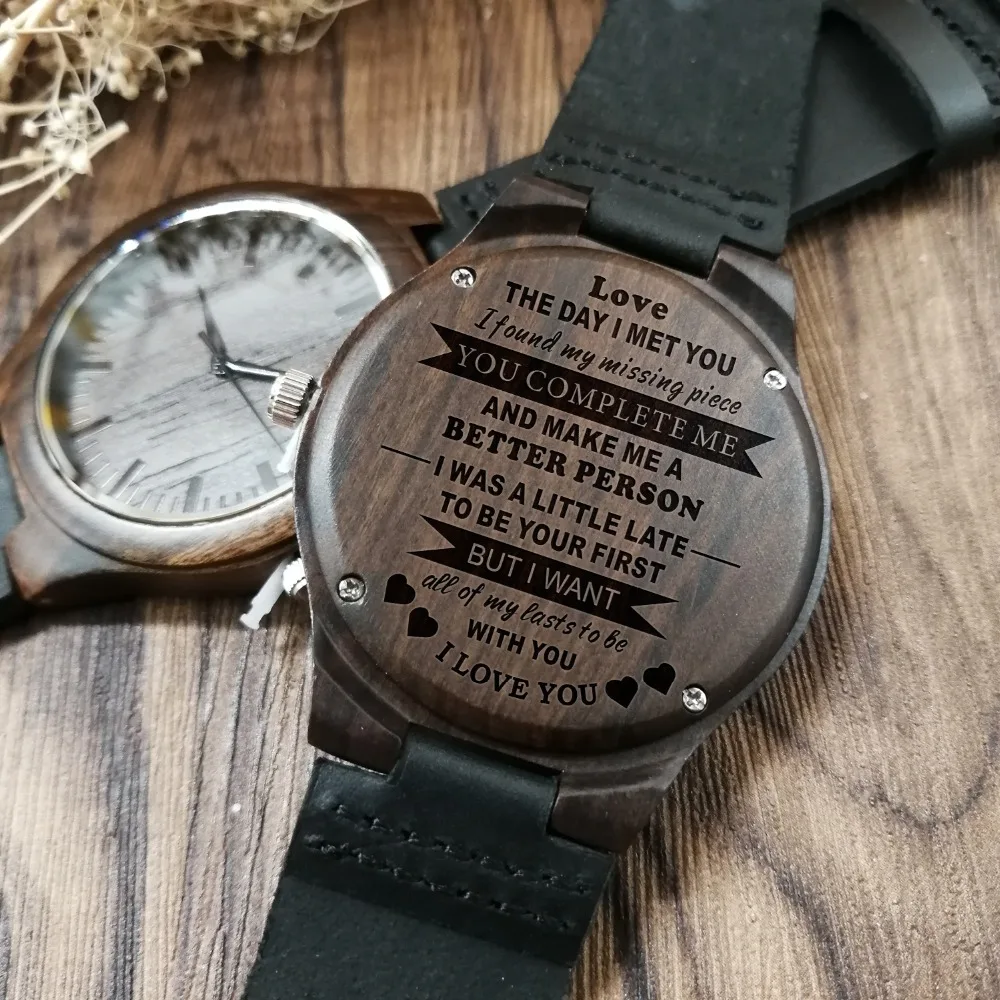 Love
THE DAY I MET YOU
I found my missing piece
YOU COMPLETE ME
AND MAKE ME A
BETTER PERSON
I WAS A LITTLE LATE
TO BE YOUR FIRST
BUT I WANT
all of my lasts to be
WITH YOU
I LOVE YOU